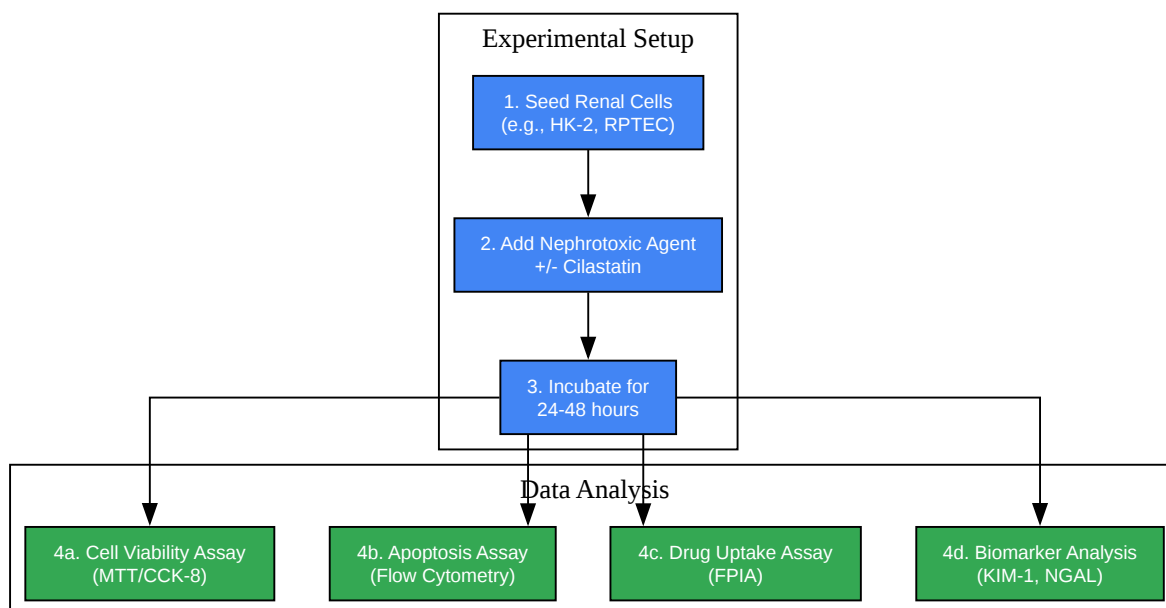 Experimental Setup
1. Seed Renal Cells
(e.g., HK-2, RPTEC)
2. Add Nephrotoxic Agent
+/- Cilastatin
3. Incubate for
24-48 hours
Data Analysis
4a. Cell Viability Assay
(MTT/CCK-8)
4b. Apoptosis Assay
(Flow Cytometry)
4c. Drug Uptake Assay
(FPIA)
4d. Biomarker Analysis
(KIM-1, NGAL)